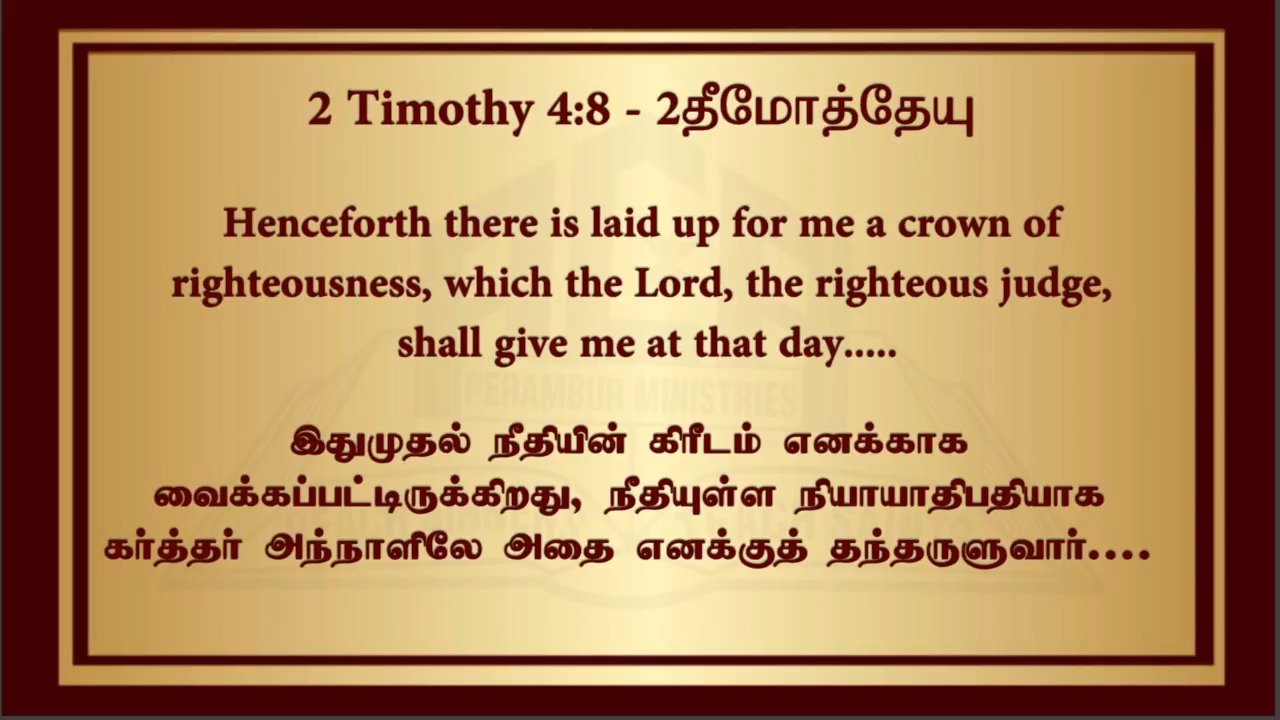 2 Timothy 4:8 - 2தீமோத்தேயு
Henceforth there is laid up for me a crown of
righteousness, which the Lord, the righteous judge,
shall give me at that day.....
PERAMBUR MINISTRIES
இதுமுதல் நீதியின் கிரீடம் எனக்காக
வைக்கப்பட்டிருக்கிறது, நீதியுள்ள நியாயாதிபதியாக
கர்த்தர் அந்நாளிலே அதை எனக்குத் தந்தருளுவார்....